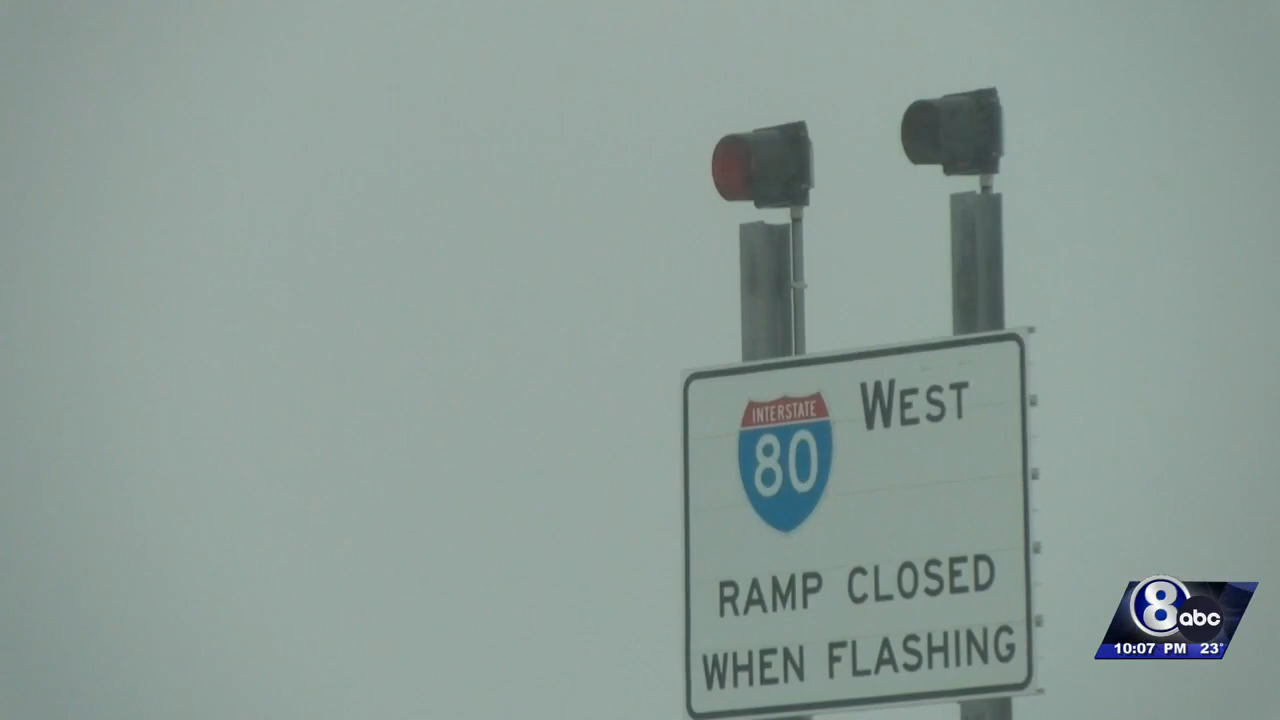 INTERSTATE
80
WEST
RAMP CLOSED
WHEN FLASHING
8 abc
10:07 PM 23°